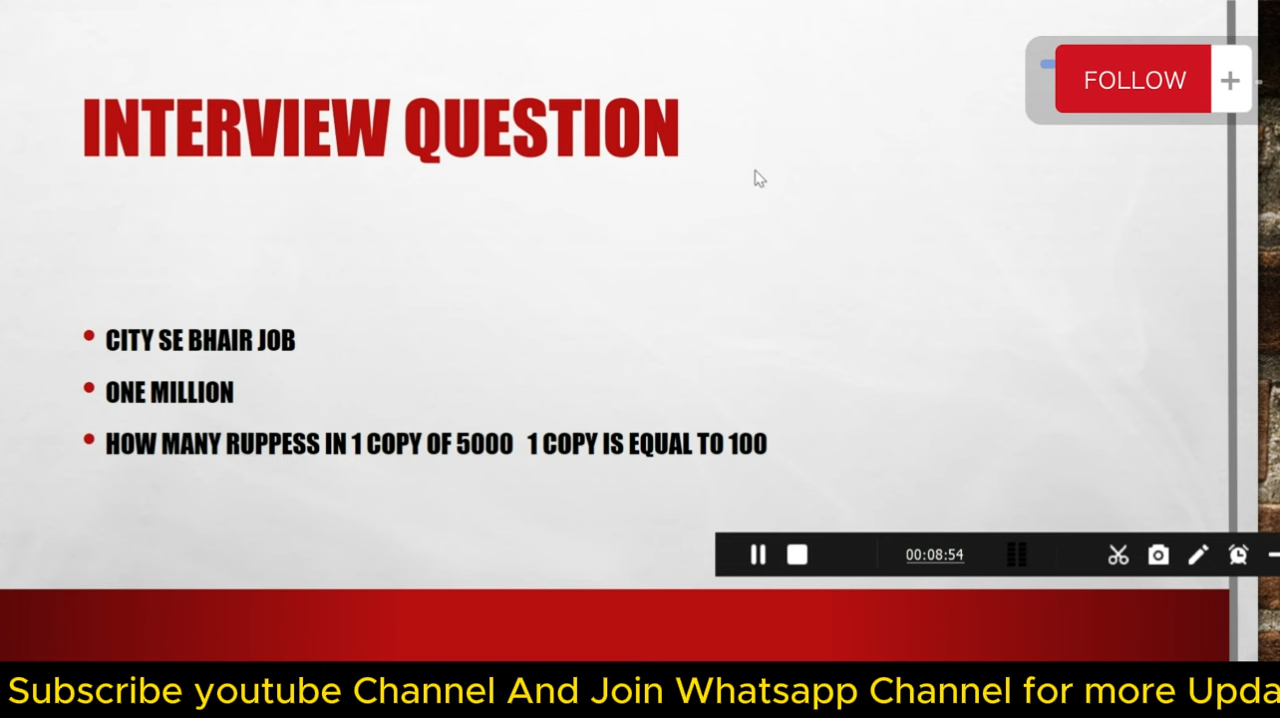 FOLLOW +
INTERVIEW QUESTION
CITY SE BHAIR JOB
ONE MILLION
HOW MANY RUPPESS IN 1 COPY OF 5000 1 COPY IS EQUAL TO 100
00:08:54
Subscribe youtube Channel And Join Whatsapp Channel for more Upda